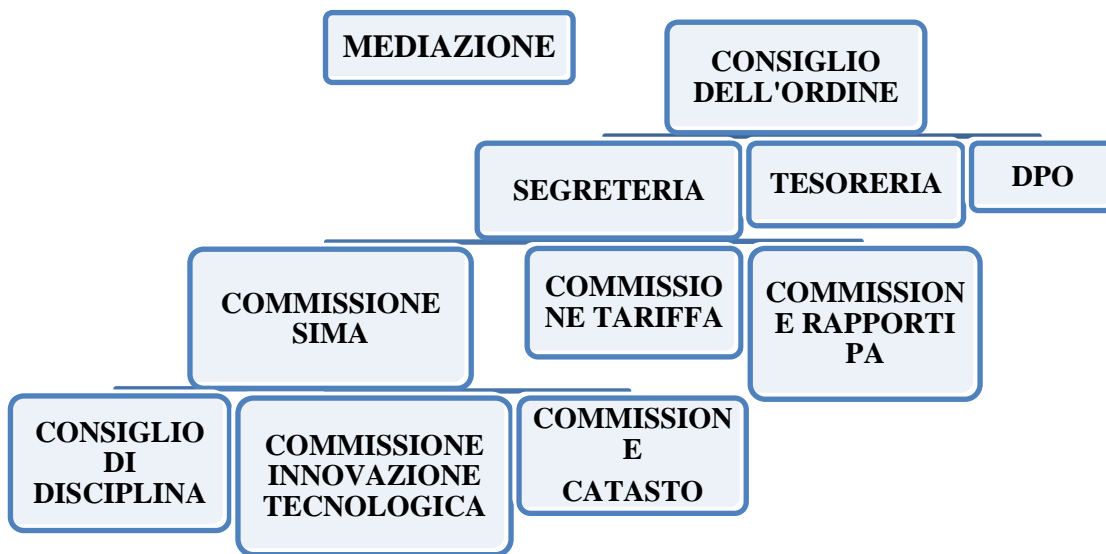 MEDIAZIONE
CONSIGLIO
DELL'ORDINE
SEGRETERIA
TESORERIA
DPO
COMMISSIONE
SIMA
COMMISSIO
NE TARIFFA
COMMISSION
E RAPPORTI
PA
CONSIGLIO
DI
DISCIPLINA
COMMISSIONE
INNOVAZIONE
TECNOLOGICA
COMMISSION
E
CATASTO